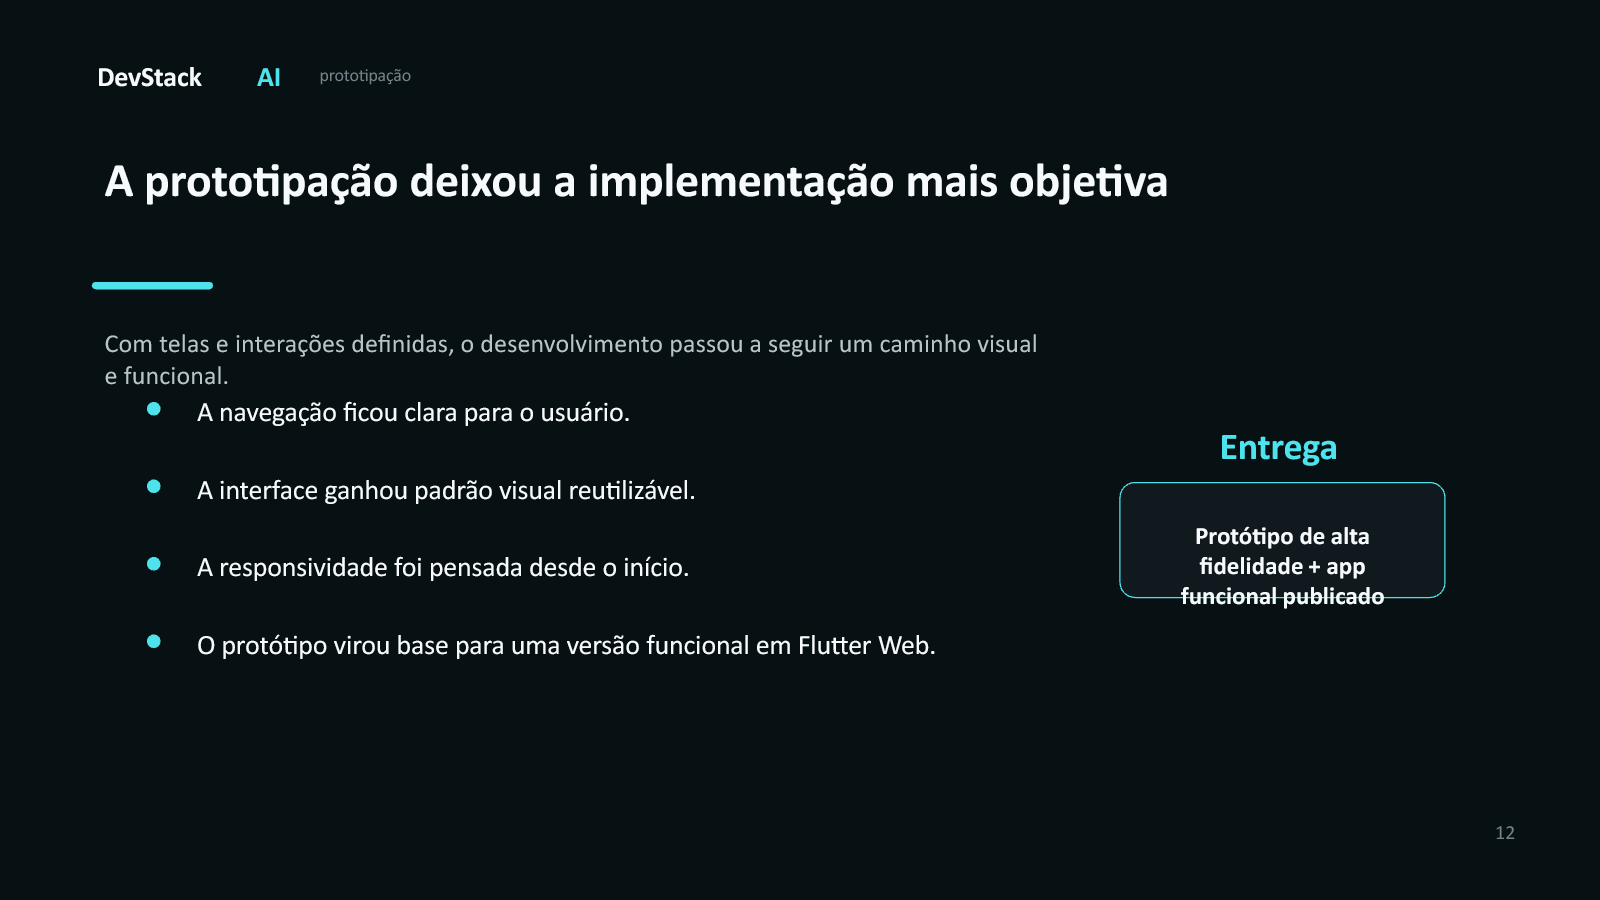 DevStack AI prototipação
A prototipação deixou a implementação mais objetiva
Com telas e interações definidas, o desenvolvimento passou a seguir um caminho visual
e funcional.
A navegação ficou clara para o usuário.
A interface ganhou padrão visual reutilizável.
A responsividade foi pensada desde o início.
O protótipo virou base para uma versão funcional em Flutter Web.
Entrega
Protótipo de alta
fidelidade + app
funcional publicado
12